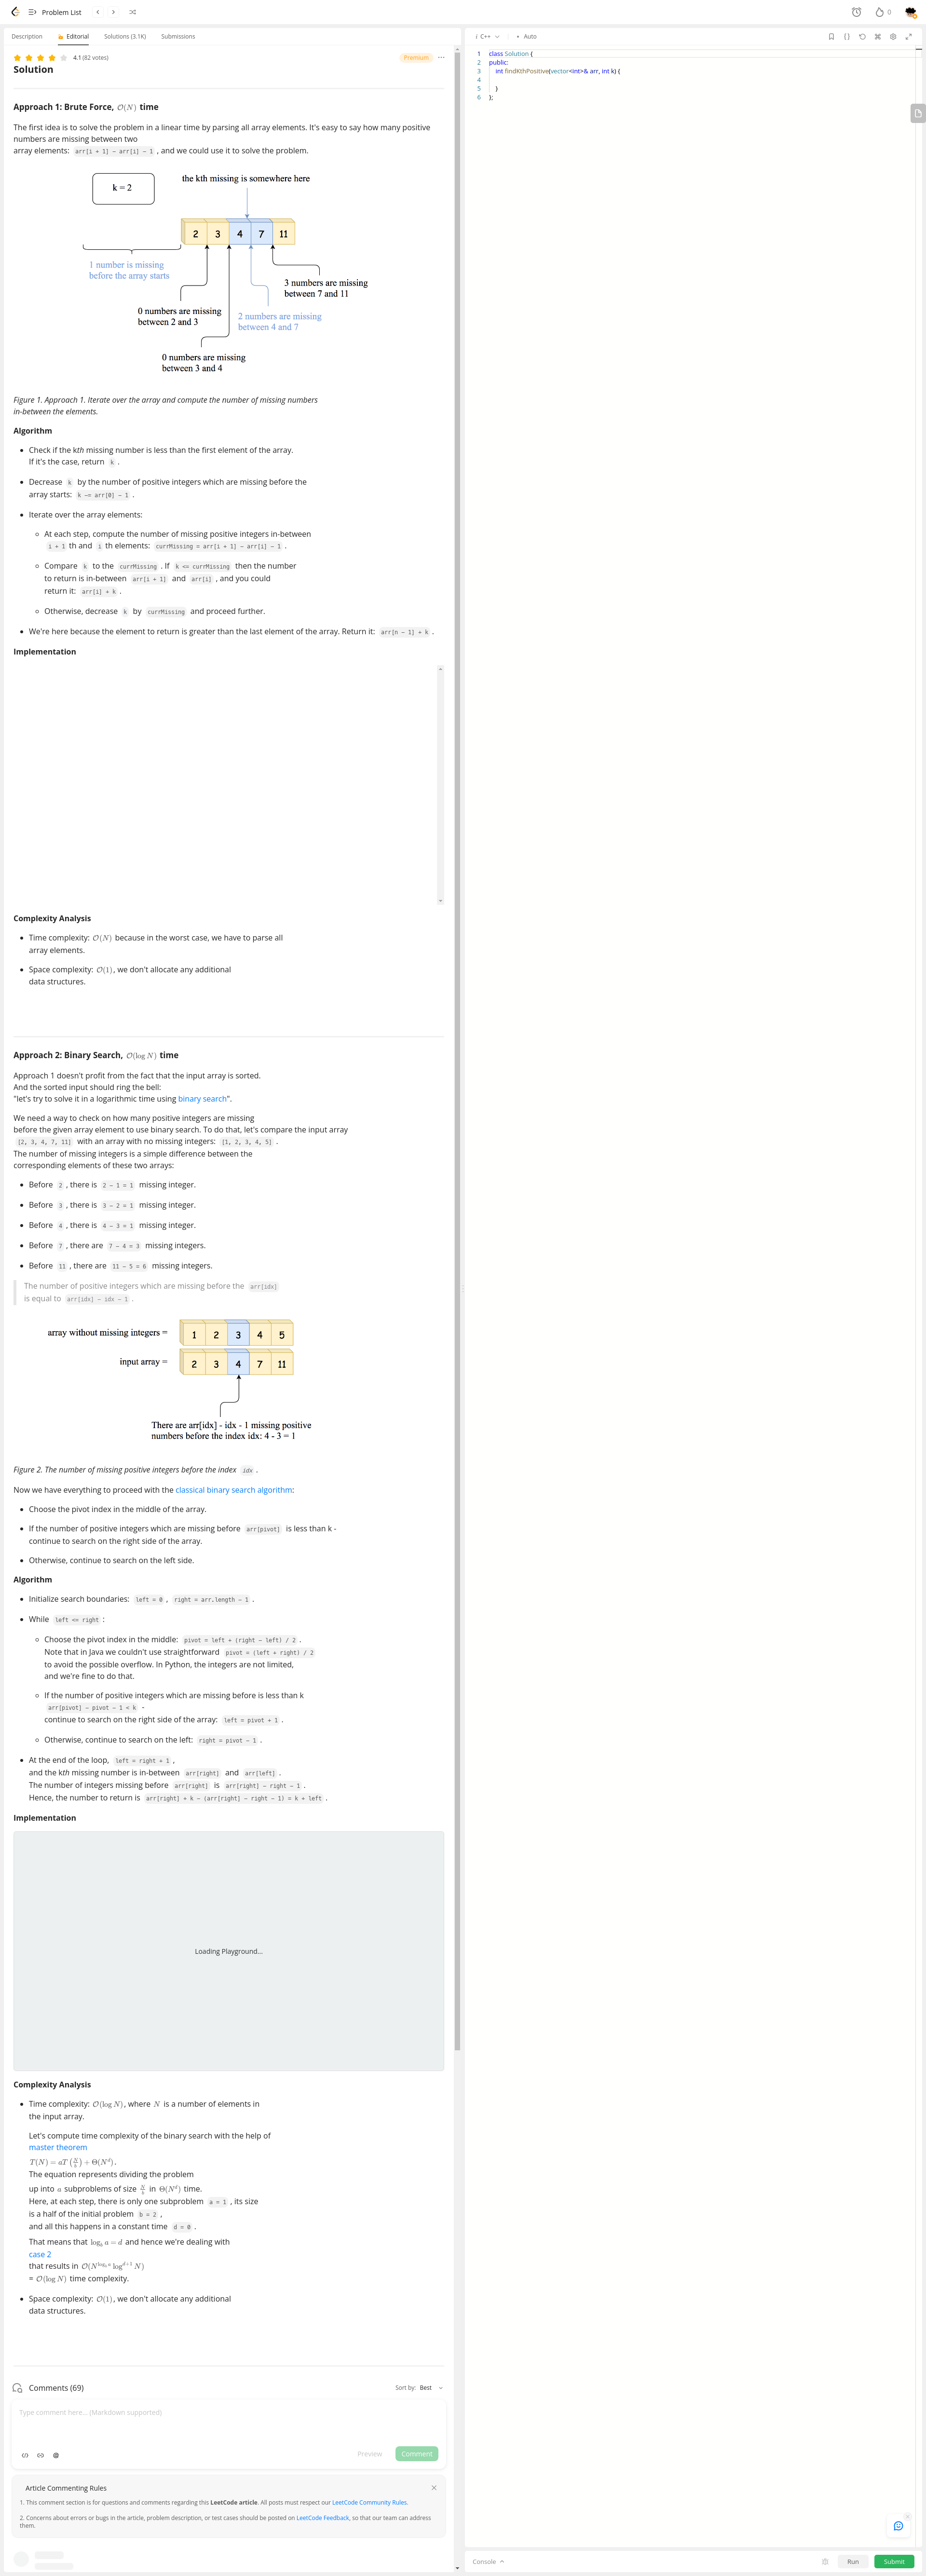 Problem List
0
Description
Editorial
Solutions (3.1K)
Submissions
4.1 (82 votes)
Premium
Solution
Approach 1: Brute Force, O(N) time
The first idea is to solve the problem in a linear time by parsing all array elements. It's easy to say how many positive
numbers are missing between two
array elements: arr[i + 1] - arr[i] - 1 , and we could use it to solve the problem.
k = 2
the kth missing is somewhere here
2 3 4 7 11
1 number is missing
before the array starts
3 numbers are missing
between 7 and 11
0 numbers are missing
between 2 and 3
2 numbers are missing
between 4 and 7
0 numbers are missing
between 3 and 4
Figure 1. Approach 1. Iterate over the array and compute the number of missing numbers
in-between the elements.
Algorithm
• Check if the kth missing number is less than the first element of the array.
If it's the case, return k .
• Decrease k by the number of positive integers which are missing before the
array starts: k -= arr[0] - 1 .
• Iterate over the array elements:
○ At each step, compute the number of missing positive integers in-between
i + 1 th and i th elements: currMissing = arr[i + 1] - arr[i] - 1 .
○ Compare k to the currMissing . If k <= currMissing then the number
to return is in-between arr[i + 1] and arr[i] , and you could
return it: arr[i] + k .
○ Otherwise, decrease k by currMissing and proceed further.
• We're here because the element to return is greater than the last element of the array. Return it: arr[n - 1] + k .
Implementation
Complexity Analysis
• Time complexity: O(N) because in the worst case, we have to parse all
array elements.
• Space complexity: O(1), we don't allocate any additional
data structures.
Approach 2: Binary Search, O(log N) time
Approach 1 doesn't profit from the fact that the input array is sorted.
And the sorted input should ring the bell:
"let's try to solve it in a logarithmic time using binary search".
We need a way to check on how many positive integers are missing
before the given array element to use binary search. To do that, let's compare the input array
[2, 3, 4, 7, 11] with an array with no missing integers: [1, 2, 3, 4, 5] .
The number of missing integers is a simple difference between the
corresponding elements of these two arrays:
• Before 2 , there is 2 - 1 = 1 missing integer.
• Before 3 , there is 3 - 2 = 1 missing integer.
• Before 4 , there is 4 - 3 = 1 missing integer.
• Before 7 , there are 7 - 4 = 3 missing integers.
• Before 11 , there are 11 - 5 = 6 missing integers.
The number of positive integers which are missing before the arr[idx]
is equal to arr[idx] - idx - 1 .
array without missing integers = 1 2 3 4 5
input array = 2 3 4 7 11
There are arr[idx] - idx - 1 missing positive
numbers before the index idx: 4 - 3 = 1
Figure 2. The number of missing positive integers before the index idx .
Now we have everything to proceed with the classical binary search algorithm:
• Choose the pivot index in the middle of the array.
• If the number of positive integers which are missing before arr[pivot] is less than k -
continue to search on the right side of the array.
• Otherwise, continue to search on the left side.
Algorithm
• Initialize search boundaries: left = 0 , right = arr.length - 1 .
• While left <= right :
○ Choose the pivot index in the middle: pivot = left + (right - left) / 2 .
Note that in Java we couldn't use straightforward pivot = (left + right) / 2
to avoid the possible overflow. In Python, the integers are not limited,
and we're fine to do that.
○ If the number of positive integers which are missing before is less than k
arr[pivot] - pivot - 1 < k -
continue to search on the right side of the array: left = pivot + 1 .
○ Otherwise, continue to search on the left: right = pivot - 1 .
• At the end of the loop, left = right + 1 ,
and the kth missing number is in-between arr[right] and arr[left] .
The number of integers missing before arr[right] is arr[right] - right - 1 .
Hence, the number to return is arr[right] + k - (arr[right] - right - 1) = k + left .
Implementation
Loading Playground...
Complexity Analysis
• Time complexity: O(log N), where N is a number of elements in
the input array.
Let's compute time complexity of the binary search with the help of
master theorem
T(N) = aT(N/b) + Θ(N^d).
The equation represents dividing the problem
up into a subproblems of size N/b in Θ(N^d) time.
Here, at each step, there is only one subproblem a = 1 , its size
is a half of the initial problem b = 2 ,
and all this happens in a constant time d = 0 .
That means that log_b a = d and hence we're dealing with
case 2
that results in O(N^{log_b a} log^{d+1} N)
= O(log N) time complexity.
• Space complexity: O(1), we don't allocate any additional
data structures.
Comments (69)
Sort by: Best
Type comment here... (Markdown supported)
Preview
Comment
Article Commenting Rules
1. This comment section is for questions and comments regarding this LeetCode article. All posts must respect our LeetCode Community Rules.
2. Concerns about errors or bugs in the article, problem description, or test cases should be posted on LeetCode Feedback, so that our team can address
them.
i C++
Auto
1 class Solution {
2 public:
3 int findKthPositive(vector<int>& arr, int k) {
4
5 }
6 };
Console
Run
Submit